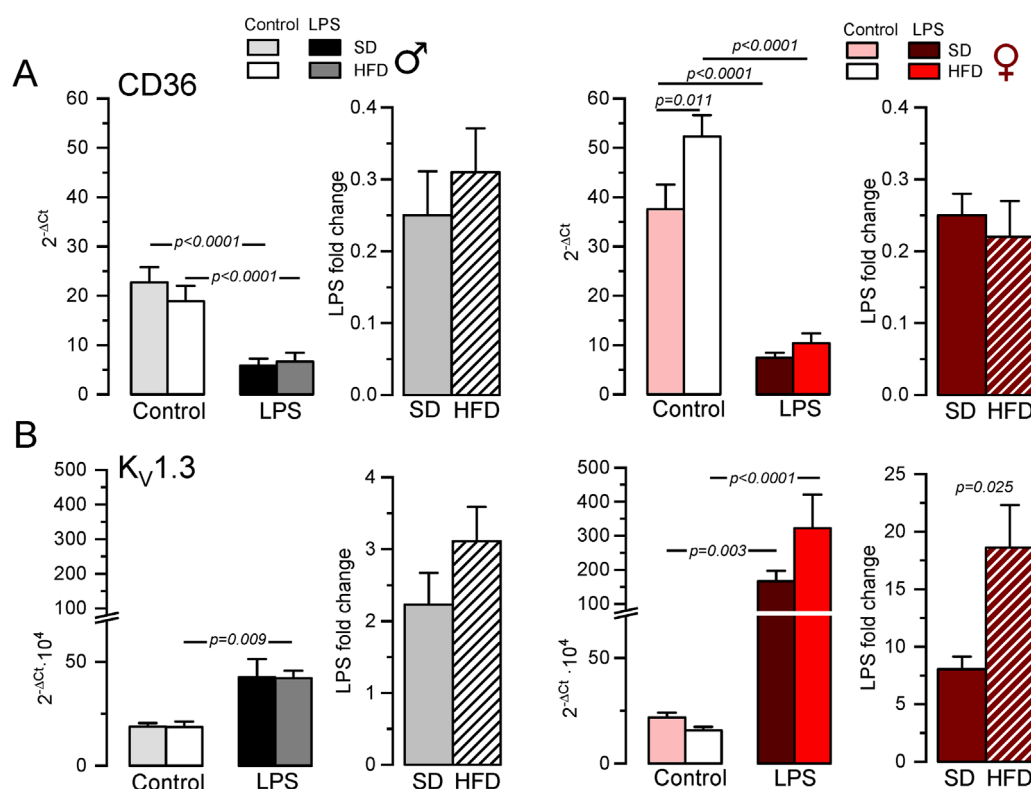 Control LPS
SD
HFD ♂
Control LPS
SD
HFD ♀
A
CD36
2-ΔCt
60
50
40
30
20
10
0
p<0.0001
p<0.0001
Control LPS
LPS fold change
0.4
0.3
0.2
0.1
0.0
SD HFD
2-ΔCt
60
50
40
30
20
10
0
p<0.0001
p<0.0001
p=0.011
Control LPS
LPS fold change
0.4
0.3
0.2
0.1
0.0
SD HFD
B
KV1.3
2-ΔCt·104
500
400
300
200
100
50
0
p=0.009
Control LPS
LPS fold change
4
3
2
1
0
SD HFD
2-ΔCt·104
500
400
300
200
100
50
0
p<0.0001
p=0.003
Control LPS
LPS fold change
25
20
15
10
5
0
p=0.025
SD HFD